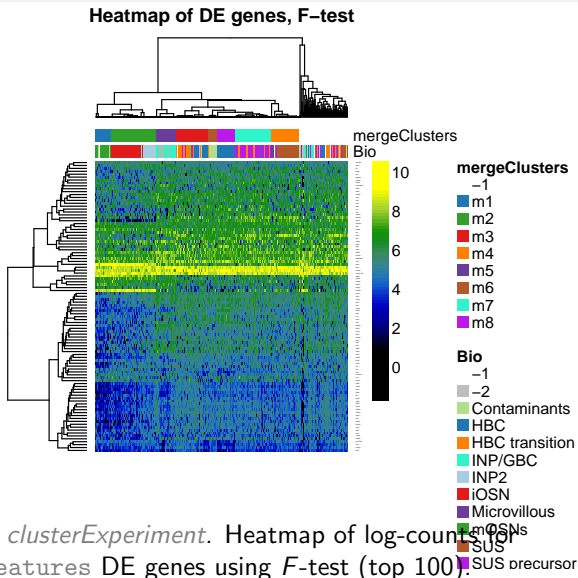 Heatmap of DE genes, F−test
mergeClusters
Bio
10
8
6
4
2
0
mergeClusters
−1
m1
m2
m3
m4
m5
m6
m7
m8
Bio
−1
−2
Contaminants
HBC
HBC transition
INP/GBC
INP2
iOSN
Microvillous
mOSNs
SUS
SUS precursor
clusterExperiment. Heatmap of log-counts for
eatures DE genes using F-test (top 100).